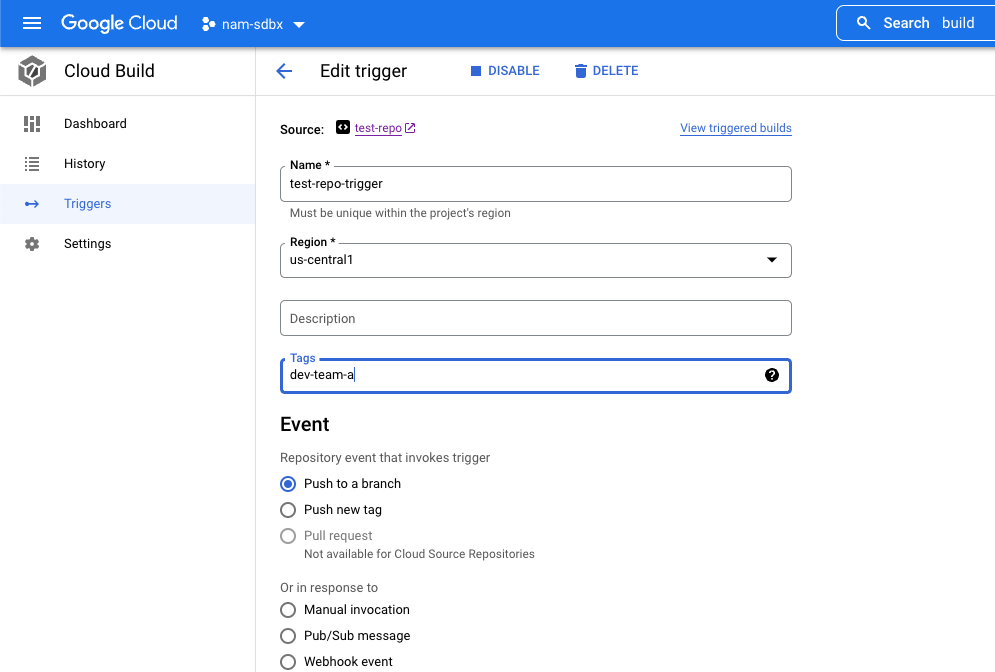 Google Cloud
nam-sdbx
Search build
Cloud Build
Edit trigger
DISABLE
DELETE
Dashboard
History
Triggers
Settings
Source: test-repo
View triggered builds
Name *
test-repo-trigger
Must be unique within the project's region
Region *
us-central1
Description
Tags
dev-team-a
?
Event
Repository event that invokes trigger
Push to a branch
Push new tag
Pull request
Not available for Cloud Source Repositories
Or in response to
Manual invocation
Pub/Sub message
Webhook event